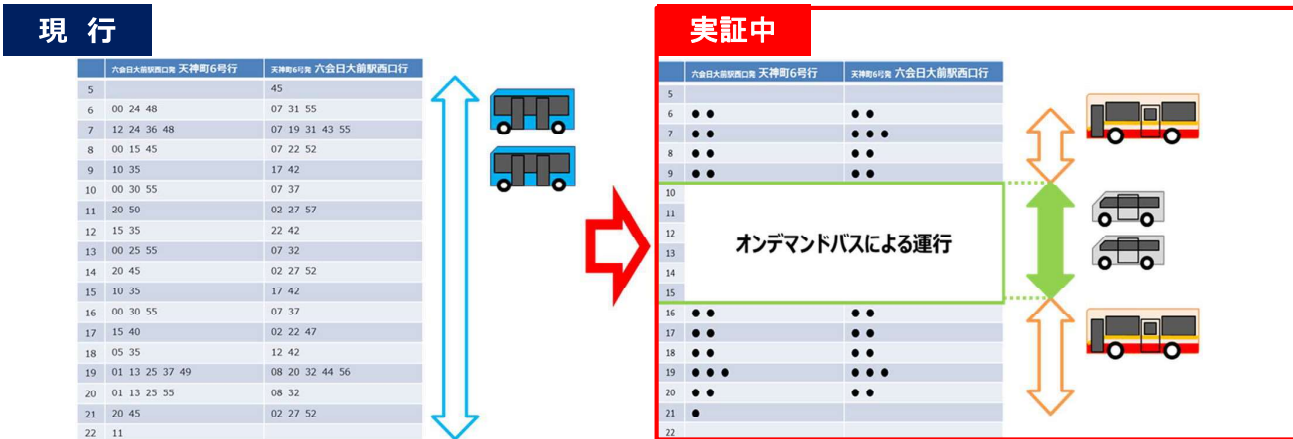 現 行
六会日大前駅西口発 天神町6号行 天神町6号発 六会日大前駅西口行
5 45
6 00 24 48 07 31 55
7 12 24 36 48 07 19 31 43 55
8 00 15 45 07 22 52
9 10 35 17 42
10 00 30 55 07 37
11 20 50 02 27 57
12 15 35 22 42
13 00 25 55 07 32
14 20 45 02 27 52
15 10 35 17 42
16 00 30 55 07 37
17 15 40 02 22 47
18 05 35 12 42
19 01 13 25 37 49 08 20 32 44 56
20 01 13 25 55 08 32
21 20 45 02 27 52
22 11
実証中
六会日大前駅西口発 天神町6号行 天神町6号発 六会日大前駅西口行
5
6 ● ● ● ●
7 ● ● ● ● ●
8 ● ● ● ●
9 ● ● ● ●
10
11
12
オンデマンドバスによる運行
13
14
15
16 ● ● ● ●
17 ● ● ● ●
18 ● ● ● ●
19 ● ● ● ● ● ●
20 ● ● ● ●
21 ●
22